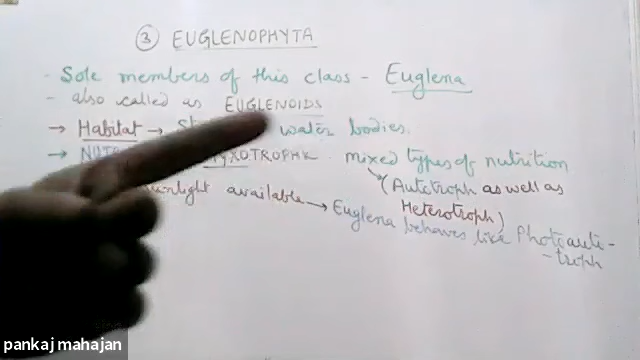 ③ EUGLENOPHYTA
- Sole members of this class - Euglena
- also called as EUGLENOIDS
→ Habitat → water bodies.
→ mixed types of nutrition
(Autotroph as well as
Heterotroph)
sunlight available → Euglena behaves like Photoauto-
-troph
pankaj mahajan